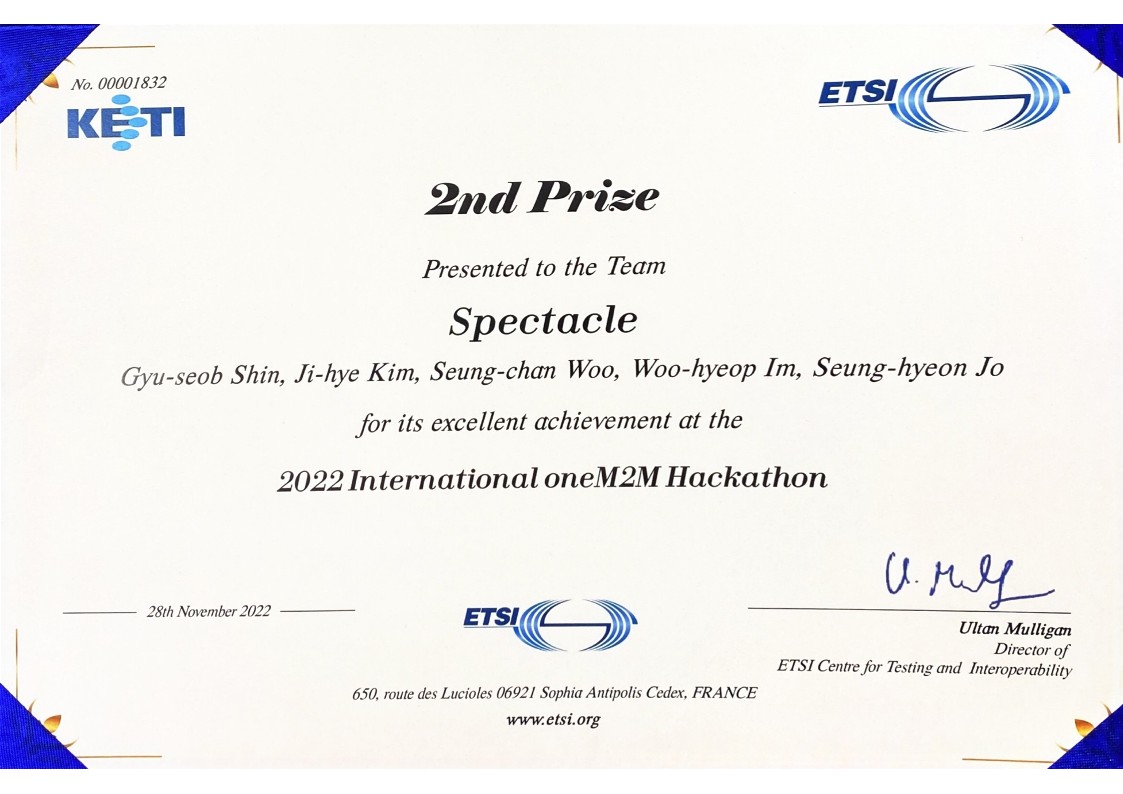 No. 00001832
KETI
ETSI
2nd Prize
Presented to the Team
Spectacle
Gyu-seob Shin, Ji-hye Kim, Seung-chan Woo, Woo-hyeop Im, Seung-hyeon Jo
for its excellent achievement at the
2022 International oneM2M Hackathon
U. Mulligan
28th November 2022
ETSI
Ultan Mulligan
Director of
ETSI Centre for Testing and Interoperability
650, route des Lucioles 06921 Sophia Antipolis Cedex, FRANCE
www.etsi.org